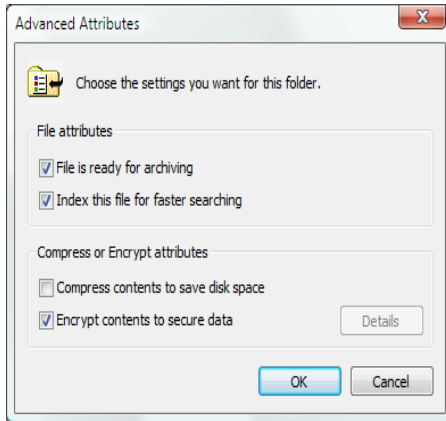 Advanced Attributes
Choose the settings you want for this folder.
File attributes
File is ready for archiving
Index this file for faster searching
Compress or Encrypt attributes
Compress contents to save disk space
Encrypt contents to secure data
Details
OK
Cancel